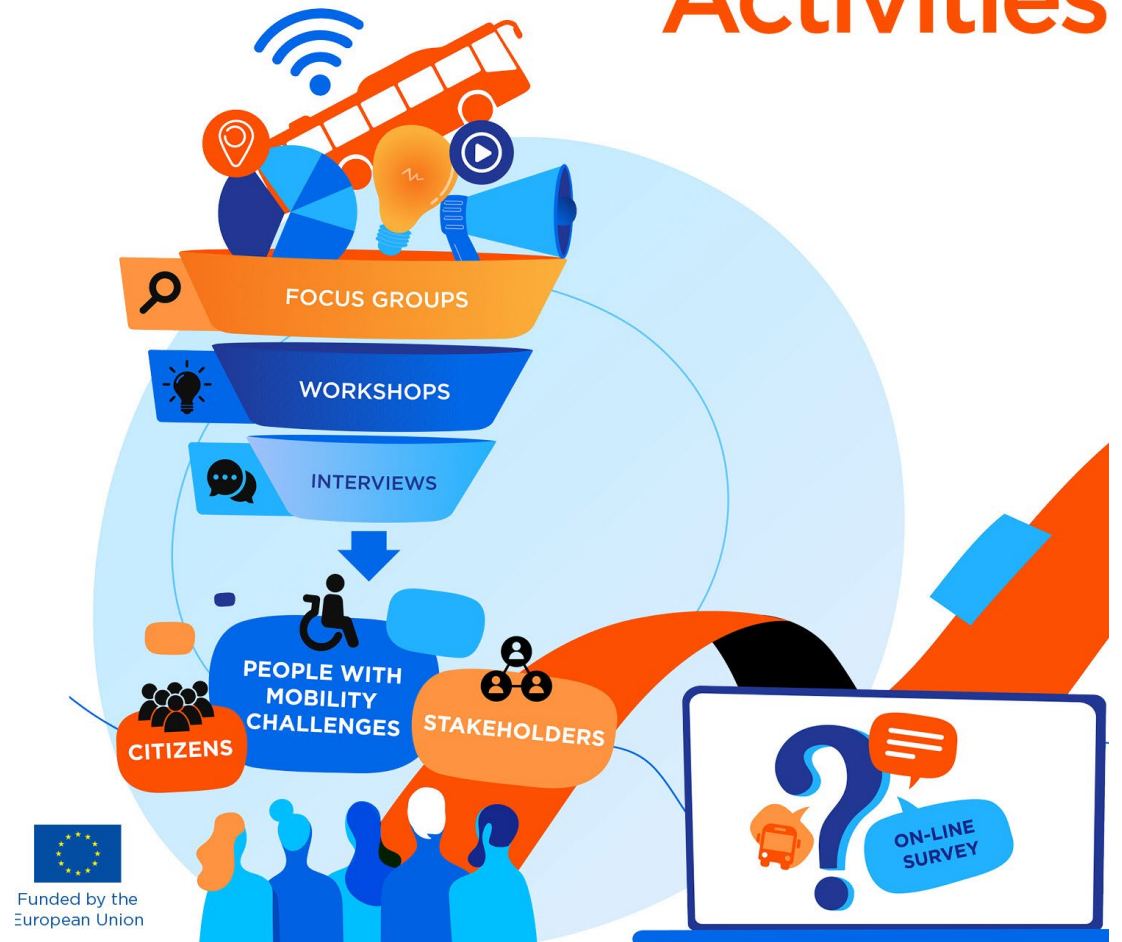 Activities
FOCUS GROUPS
WORKSHOPS
INTERVIEWS
PEOPLE WITH
MOBILITY
CHALLENGES
CITIZENS
STAKEHOLDERS
ON-LINE
SURVEY
Funded by the
European Union